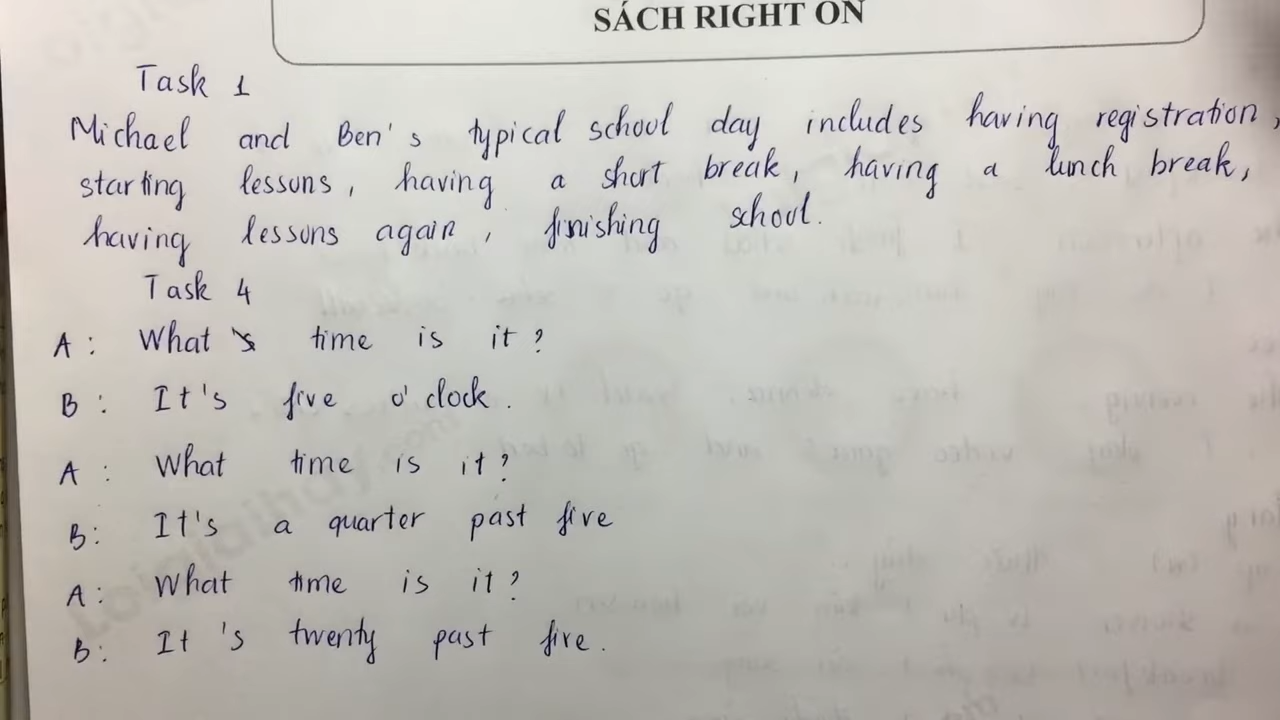 SÁCH RIGHT ON
Task 1
Michael and Ben's typical school day includes having registration,
starting lessons, having a short break, having a lunch break,
having lessons again, finishing school.
Task 4
A: What time is it?
B: It's five o'clock.
A: What time is it?
B: It's a quarter past five
A: What time is it?
B: It's twenty past five.